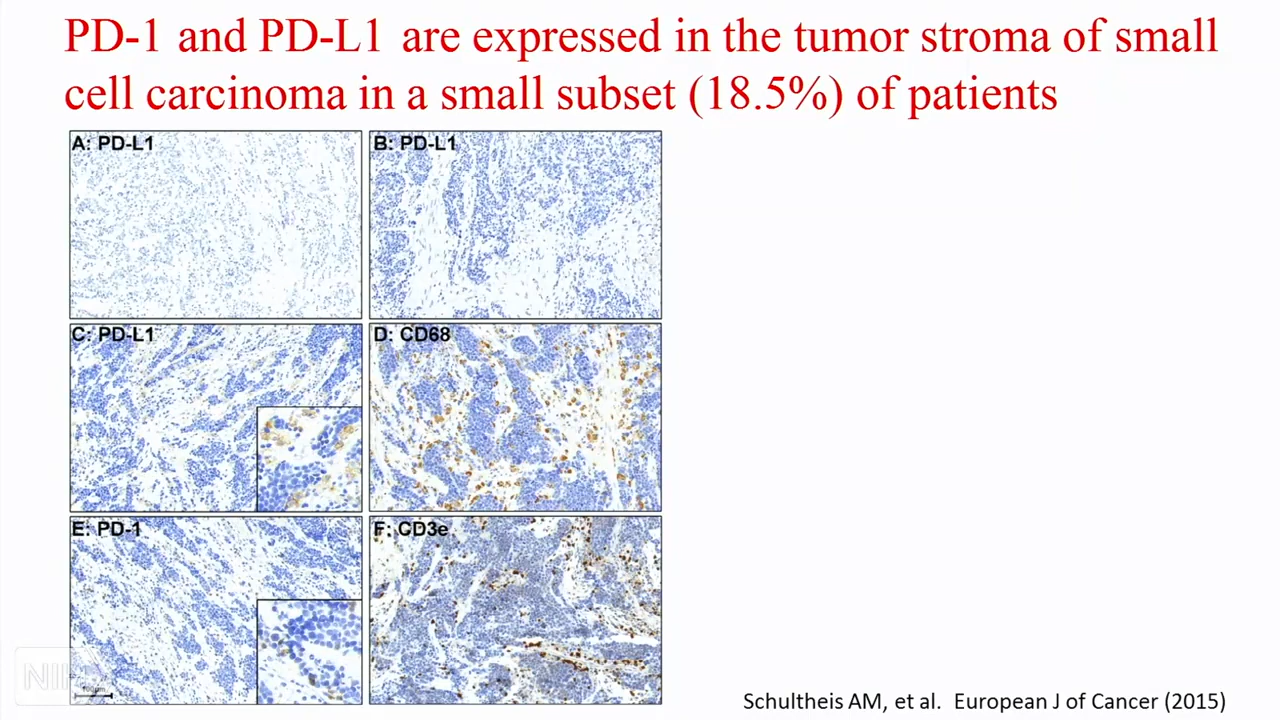 PD-1 and PD-L1 are expressed in the tumor stroma of small
cell carcinoma in a small subset (18.5%) of patients
A: PD-L1
B: PD-L1
C: PD-L1
D: CD68
E: PD-1
F: CD3e
NIH
100µm
Schultheis AM, et al. European J of Cancer (2015)